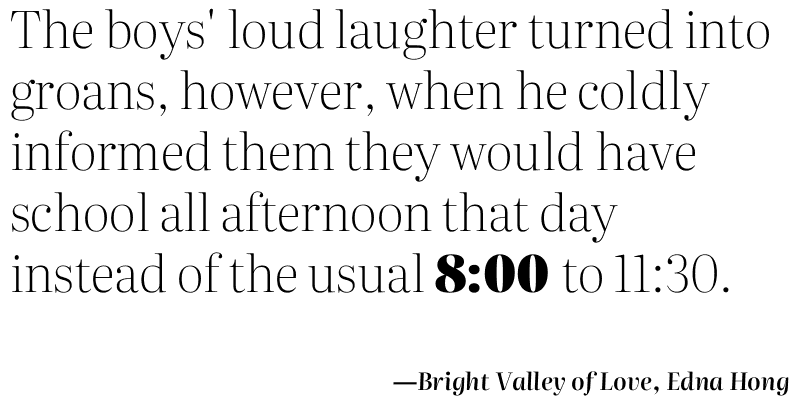 The boys' loud laughter turned into
groans, however, when he coldly
informed them they would have
school all afternoon that day
instead of the usual 8:00 to 11:30.
—Bright Valley of Love, Edna Hong